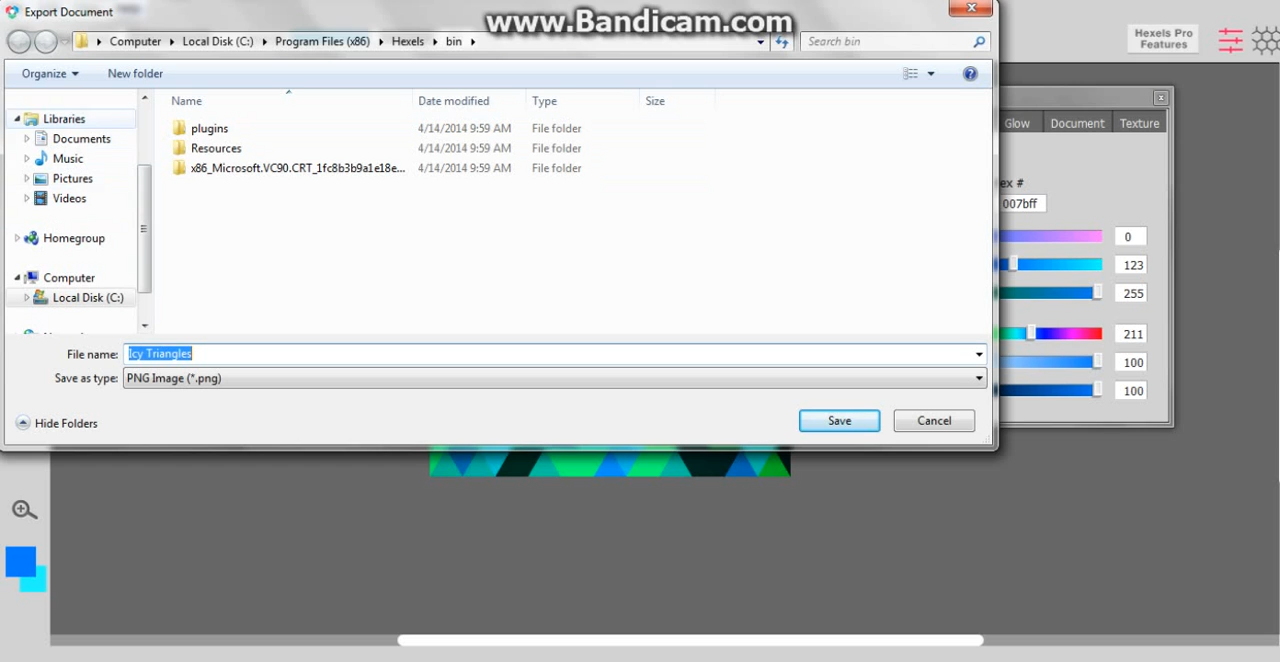 Export Document
www.Bandicam.com
Computer Local Disk (C:) Program Files (x86) Hexels bin
Search bin
Hexels Pro
Features
Organize New folder
Name Date modified Type Size
Libraries
Documents
Music
Pictures
Videos
Homegroup
Computer
Local Disk (C:)
plugins 4/14/2014 9:59 AM File folder
Resources 4/14/2014 9:59 AM File folder
x86_Microsoft.VC90.CRT_1fc8b3b9a1e18e... 4/14/2014 9:59 AM File folder
Glow Document Texture
ex #
007bff
0
123
255
211
100
100
File name: Icy Triangles
Save as type: PNG Image (*.png)
Hide Folders
Save Cancel